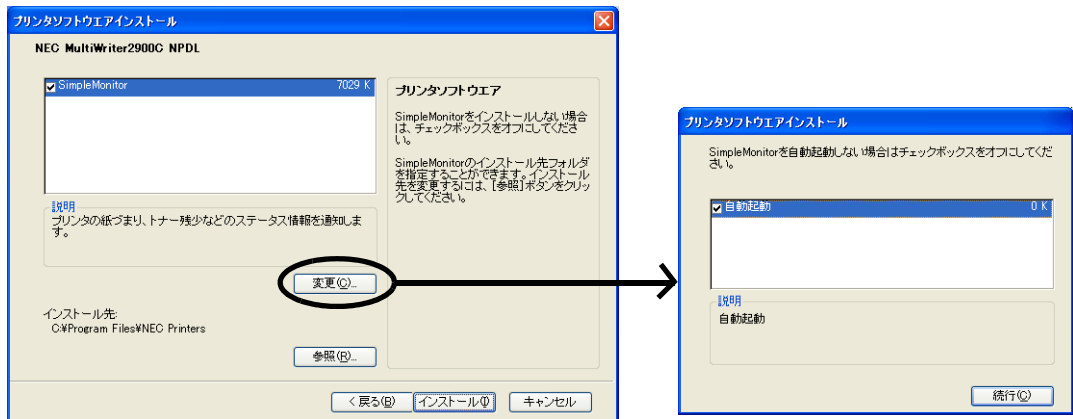 プリンタソフトウエアインストール
NEC MultiWriter2900C NPDL
SimpleMonitor 7029 K
プリンタソフトウエア
SimpleMonitorをインストールしない場合
は、チェックボックスをオフにしてくださ
い。
SimpleMonitorのインストール先フォルダ
を指定することができます。インストール
先を変更するには、[参照]ボタンをクリッ
クしてください。
説明
プリンタの紙づまり、トナー残少などのステータス情報を通知しま
す。
変更(C)...
インストール先:
C:¥Program Files¥NEC Printers
参照(R)...
< 戻る(B)
インストール(I)
キャンセル
プリンタソフトウエアインストール
SimpleMonitorを自動起動しない場合はチェックボックスをオフにしてくだ
さい。
自動起動 0 K
説明
自動起動
続行(C)